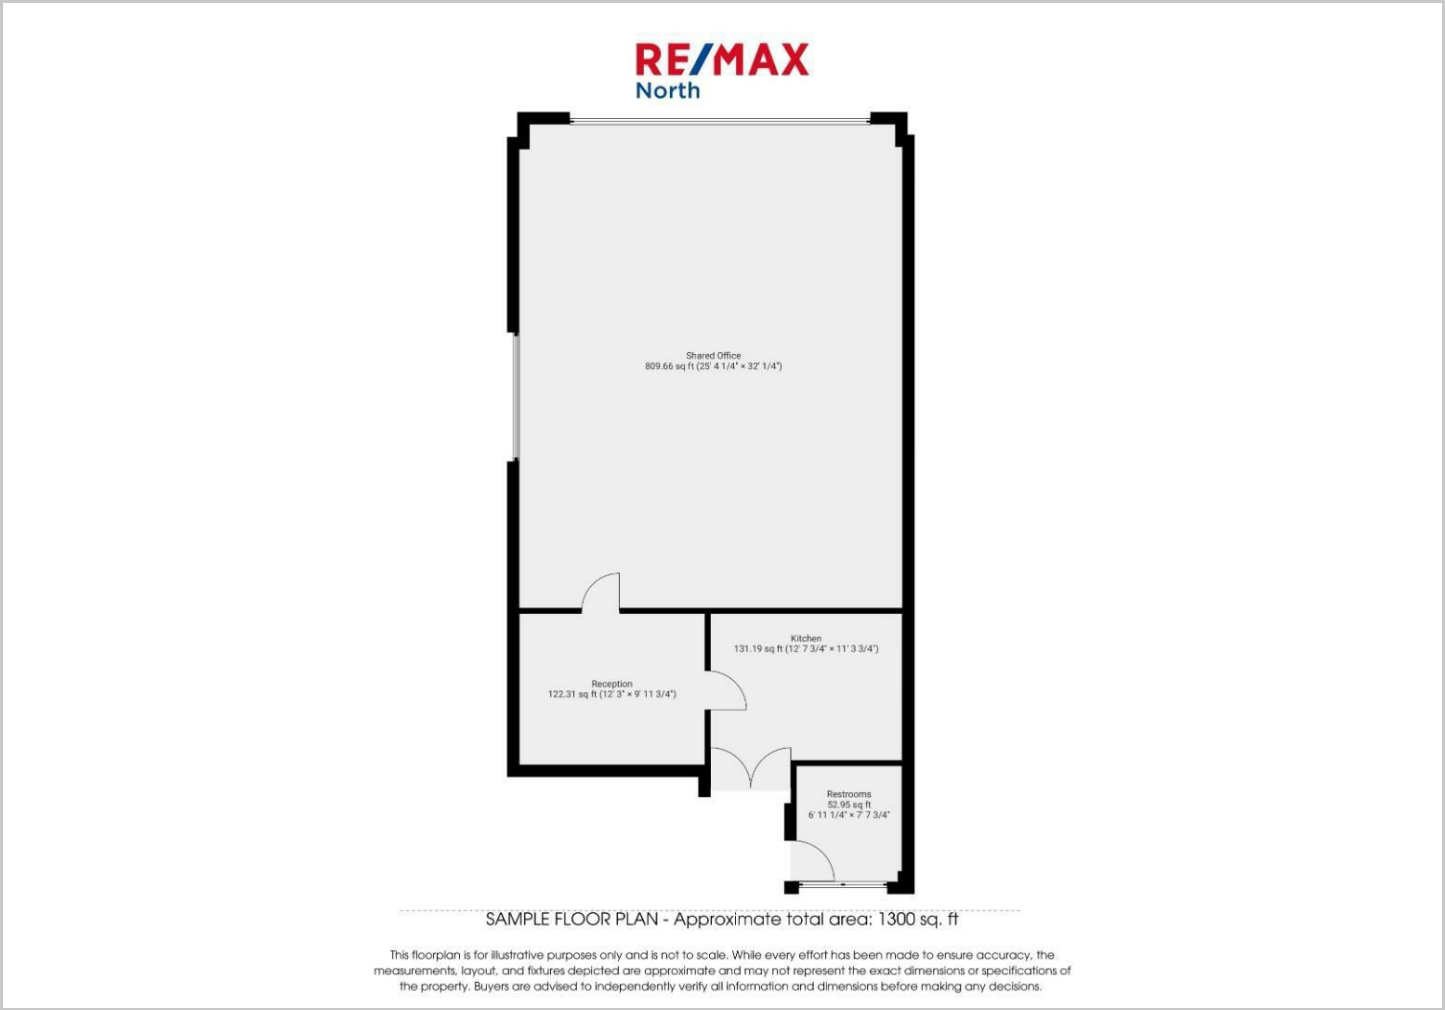 RE/MAX
North
Shared Office
809.66 sq ft (25' 4 1/4" × 32' 1/4")
Kitchen
131.19 sq ft (12' 7 3/4" × 11' 3 3/4")
Reception
122.31 sq ft (12' 3" × 9' 11 3/4")
Restrooms
52.95 sq ft
6' 11 1/4" × 7' 7 3/4"
SAMPLE FLOOR PLAN - Approximate total area: 1300 sq. ft
This floorplan is for illustrative purposes only and is not to scale. While every effort has been made to ensure accuracy, the
measurements, layout, and fixtures depicted are approximate and may not represent the exact dimensions or specifications of
the property. Buyers are advised to independently verify all information and dimensions before making any decisions.